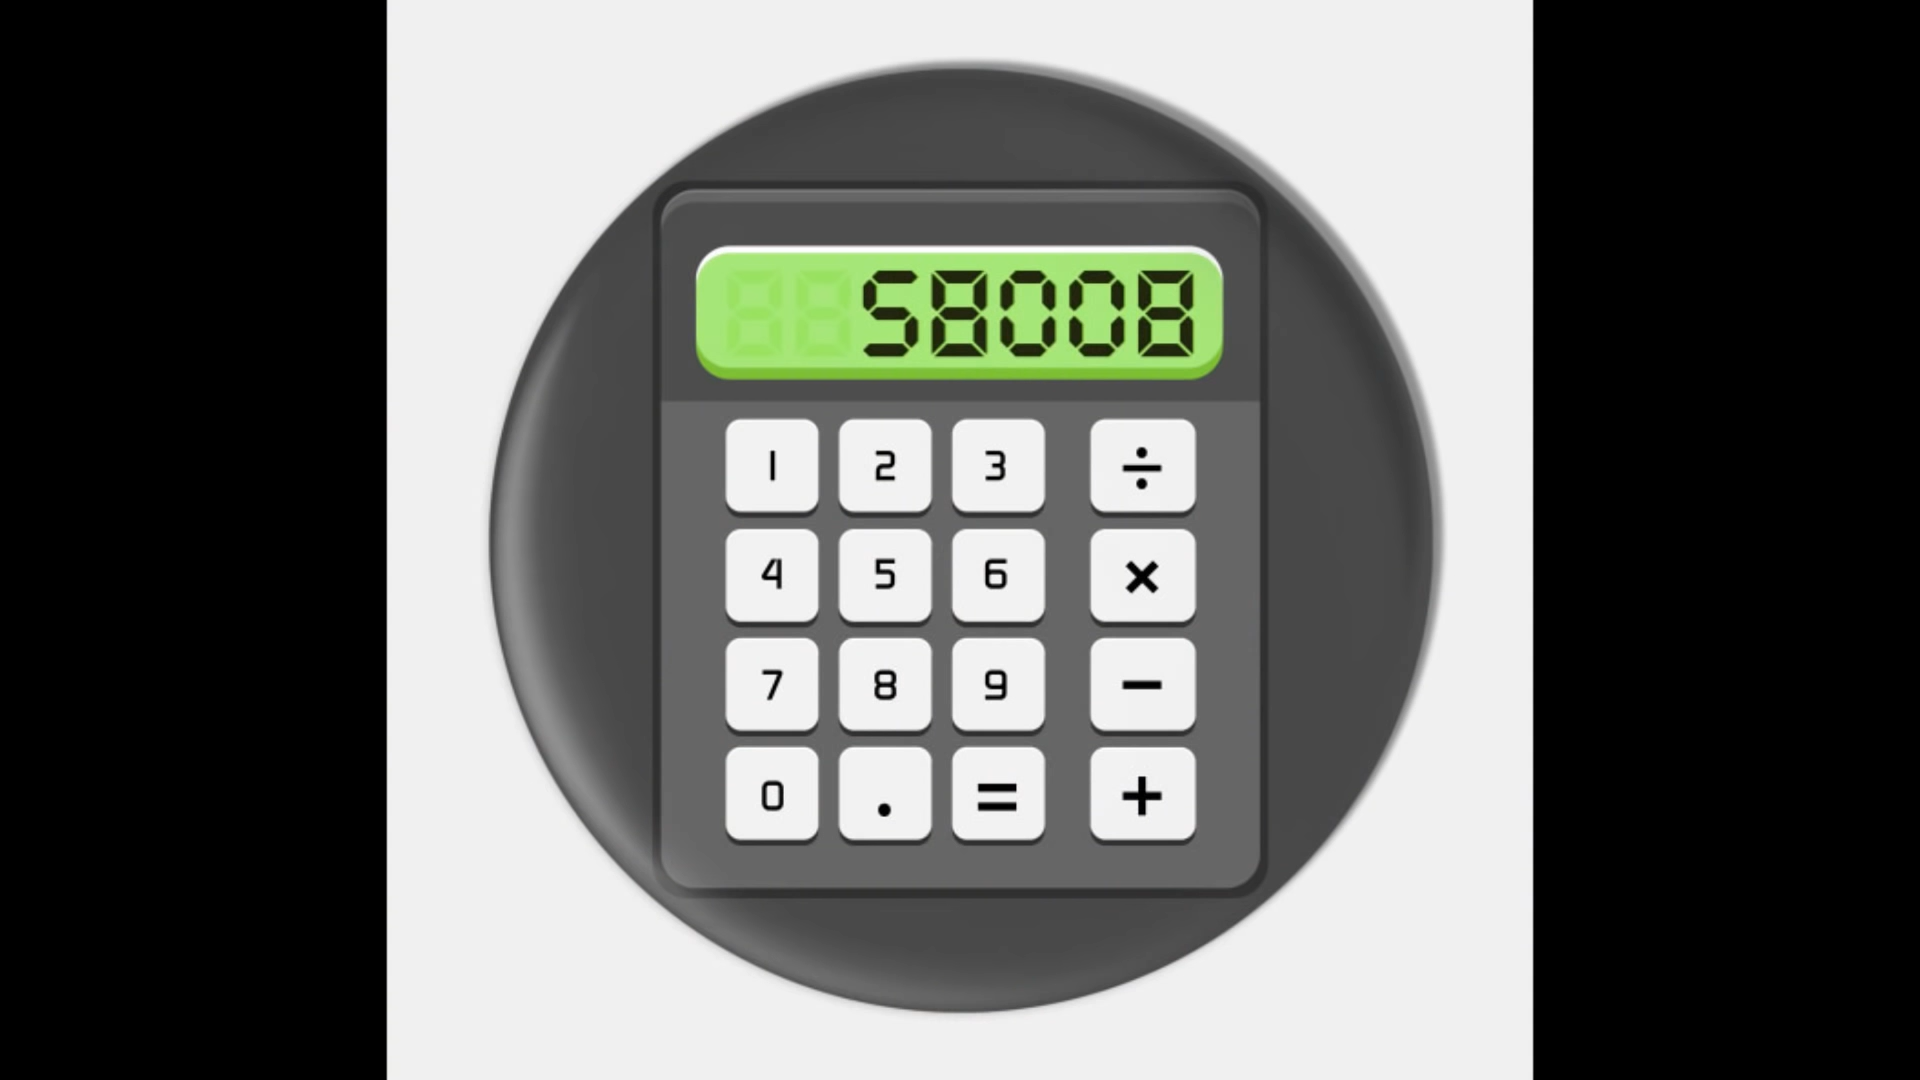 58008
1 2 3 ÷
4 5 6 ×
7 8 9 −
0 . = +